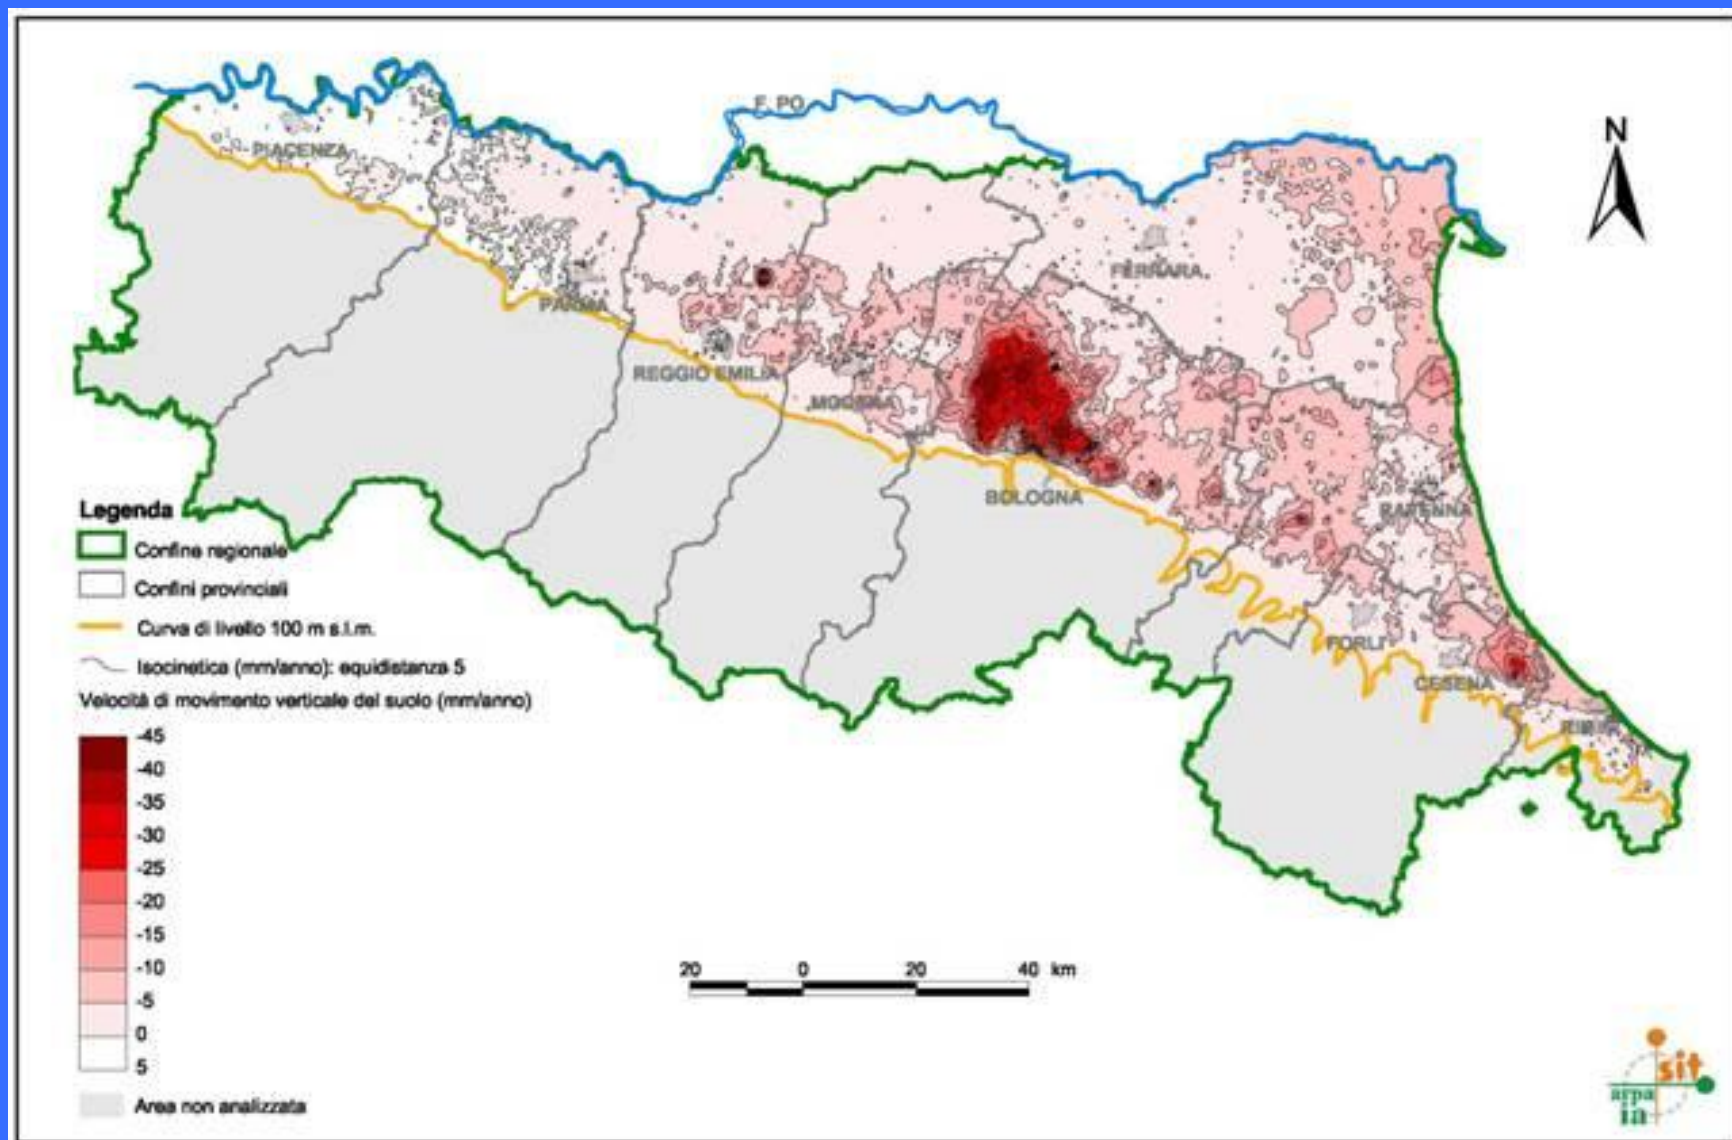 F. PO
N
PIACENZA
FERRARA
PARMA
REGGIO EMILIA
MODENA
BOLOGNA
RAVENNA
FORLI'
CESENA
RIMINI
Legenda
Confine regionale
Confini provinciali
Curva di livello 100 m s.l.m.
Isocinetica (mm/anno): equidistanza 5
Velocità di movimento verticale del suolo (mm/anno)
-45
-40
-35
-30
-25
-20
-15
-10
-5
0
5
Area non analizzata
20 0 20 40 km
sit
arpa
ia